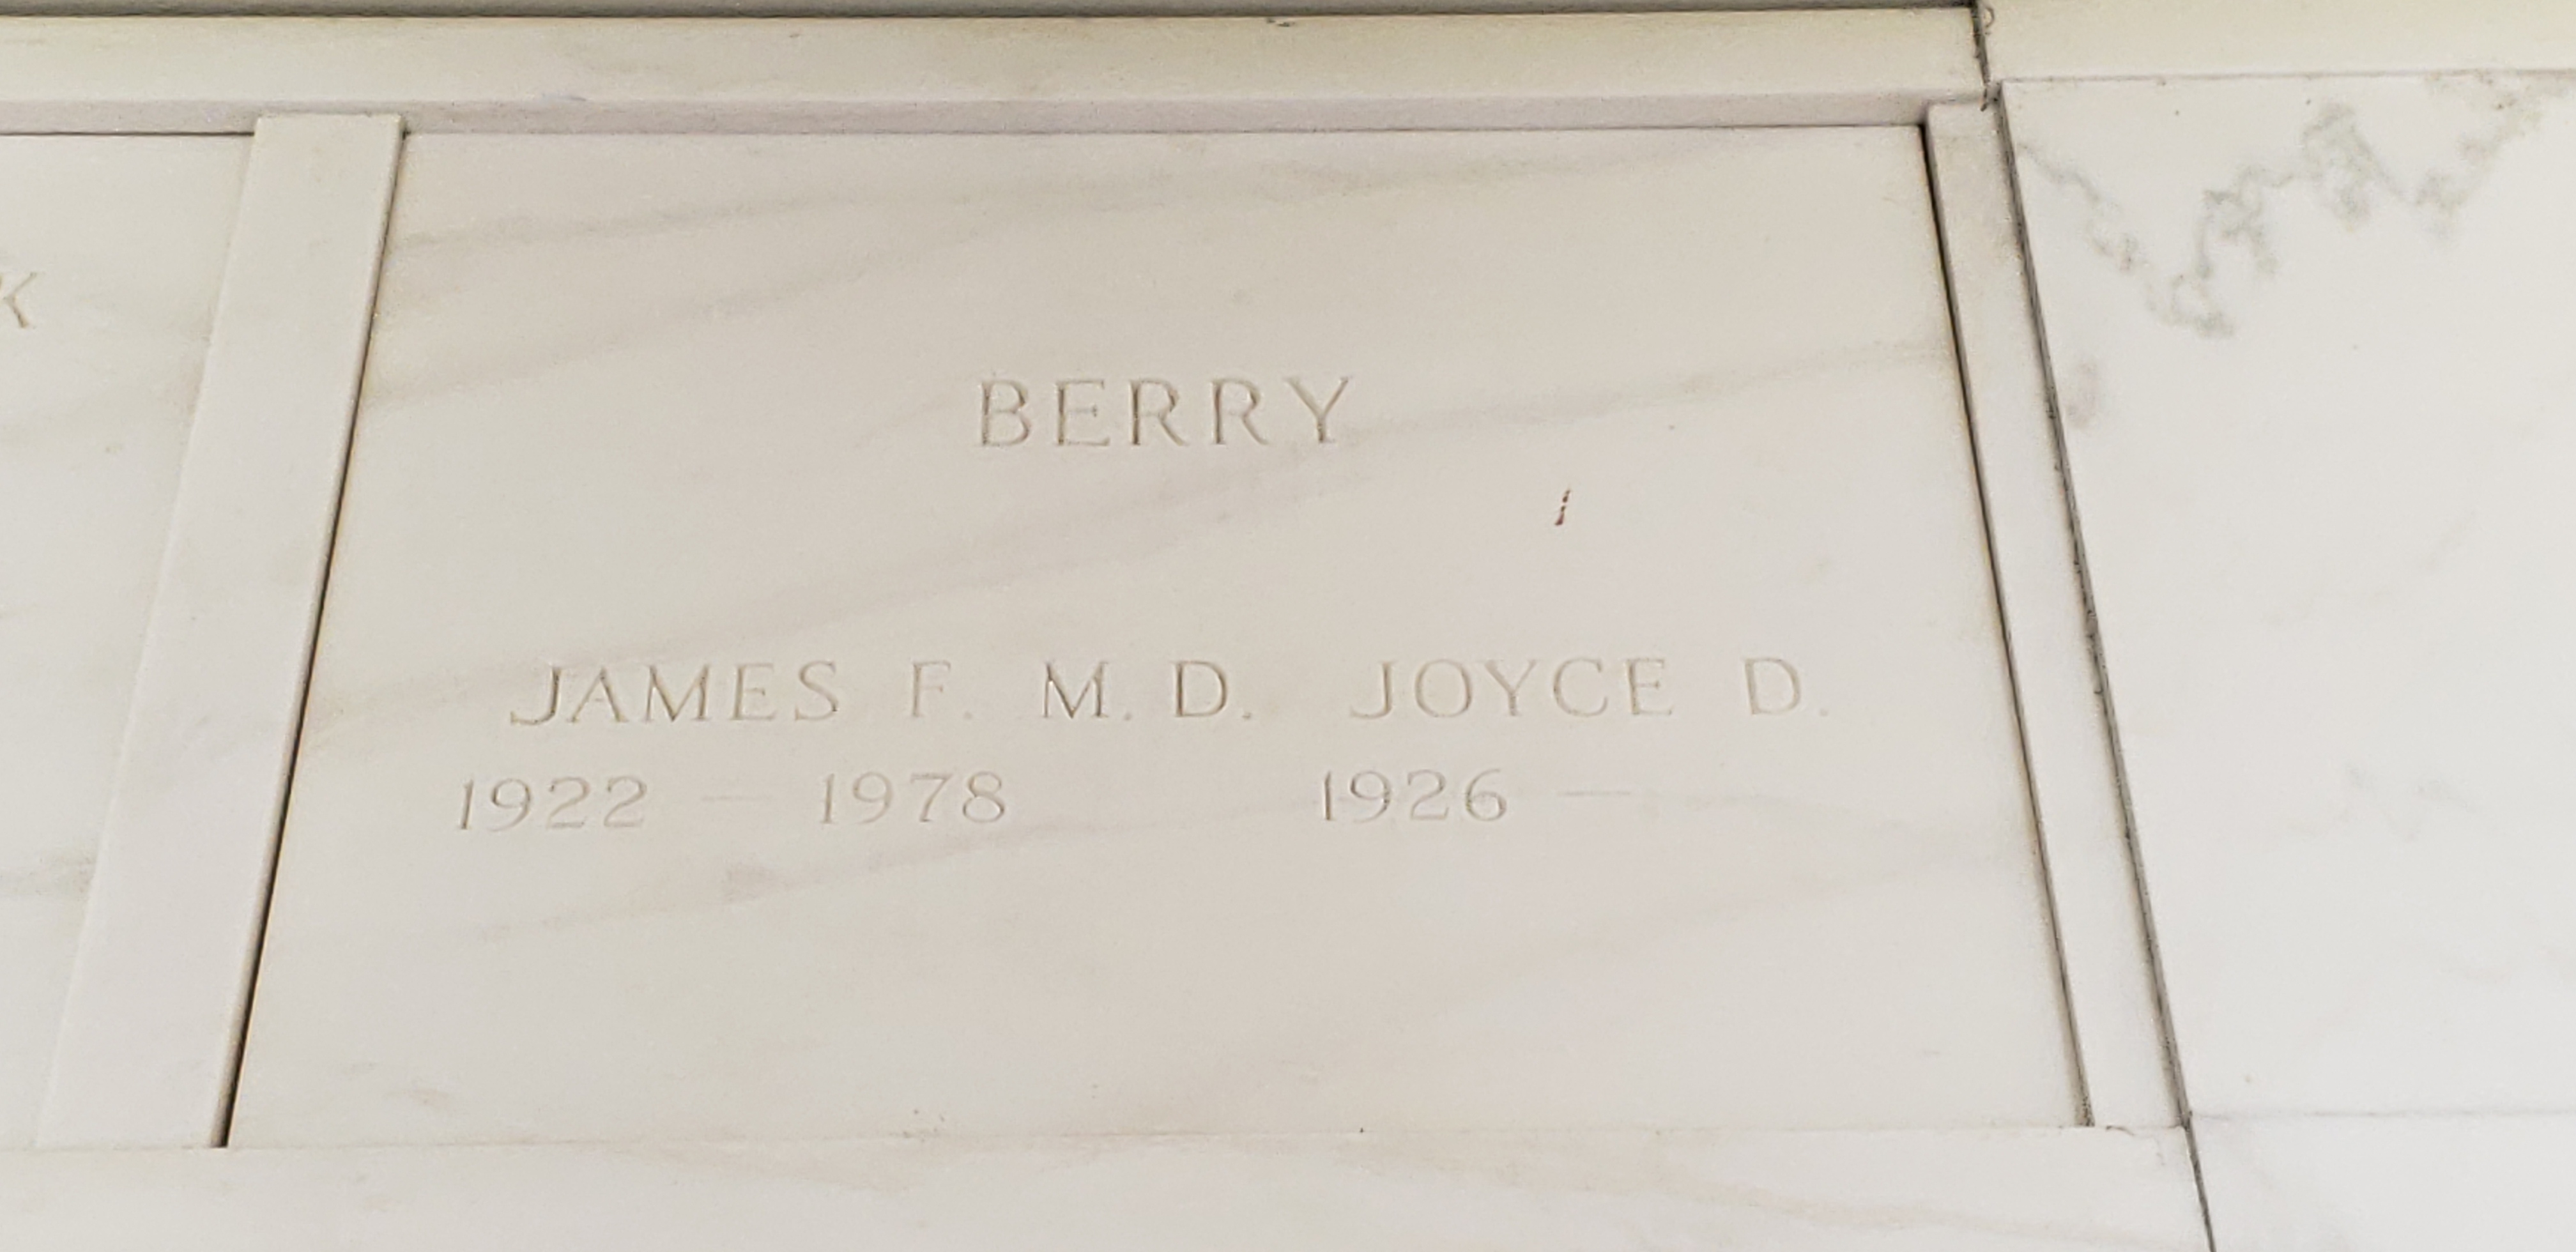 K
BERRY
JAMES F. M.D. JOYCE D.
1922 – 1978 1926 –